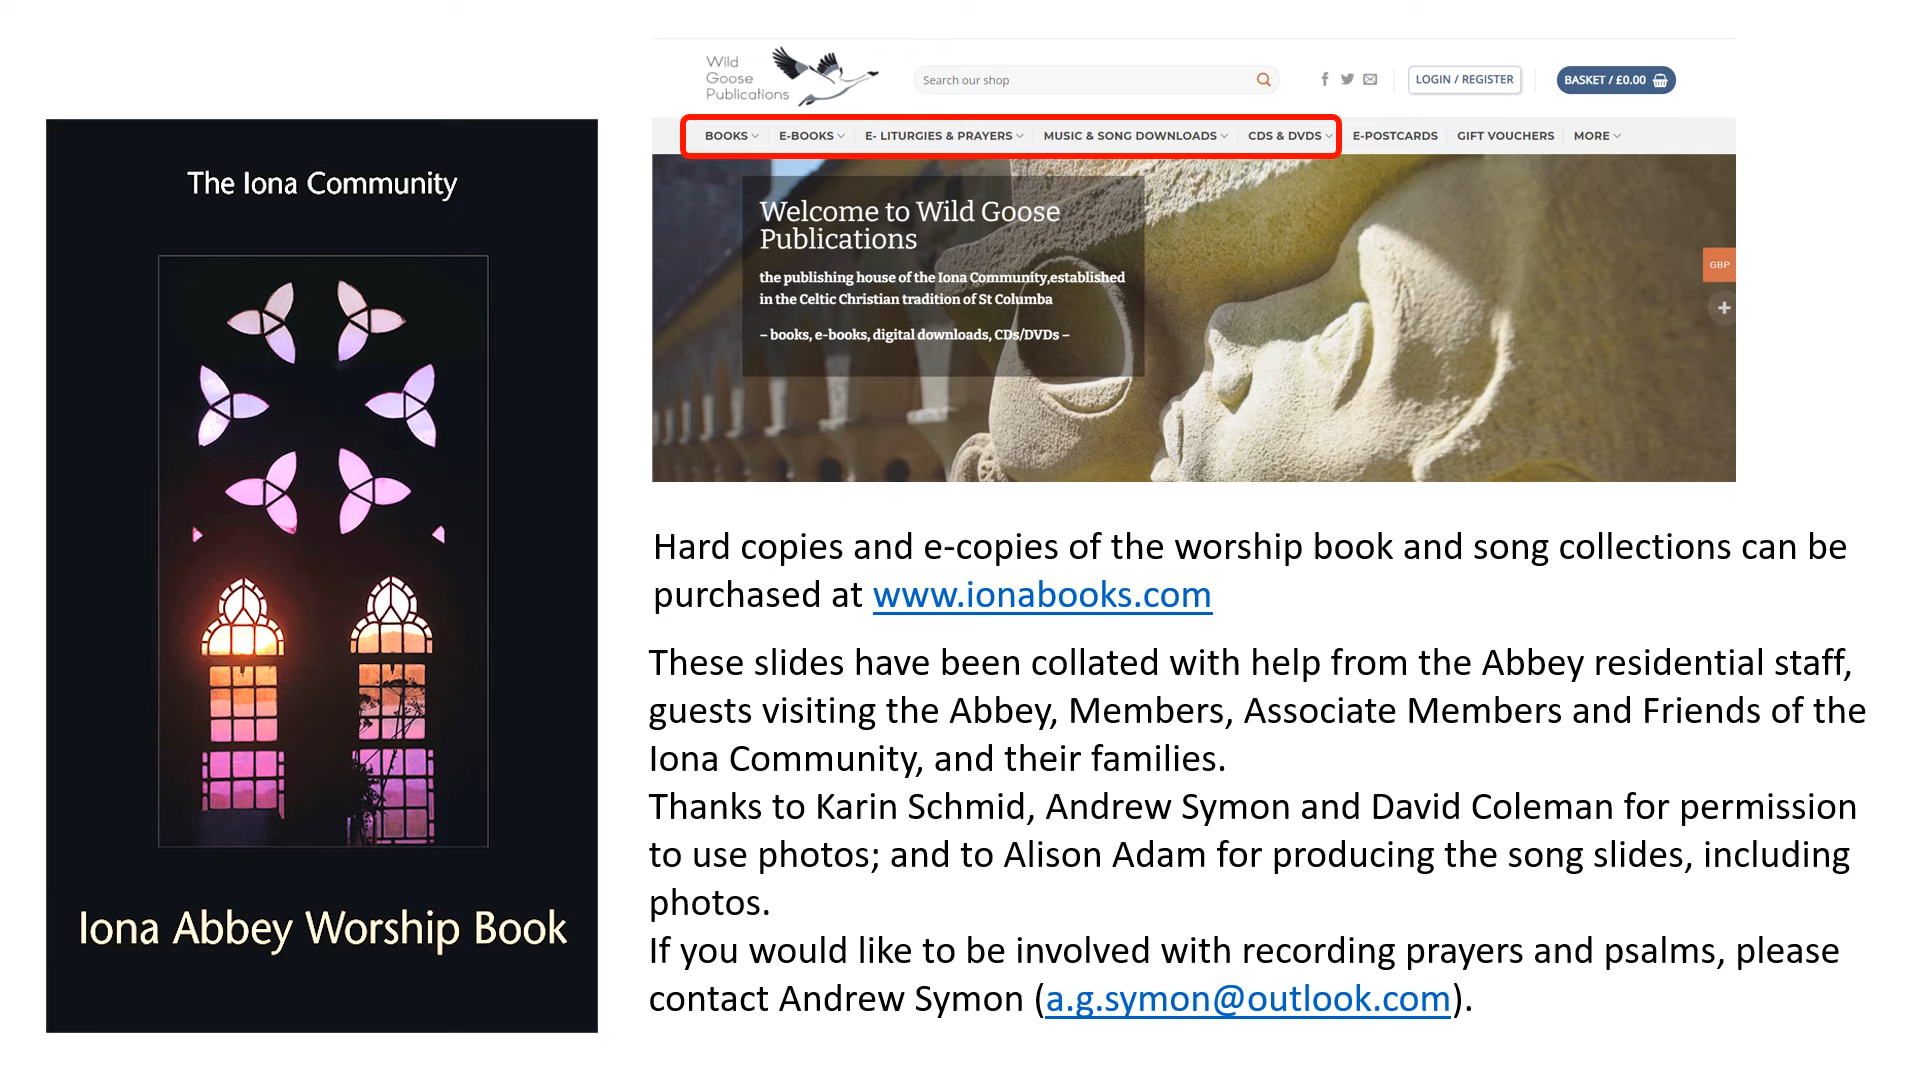 The Iona Community
Iona Abbey Worship Book
Wild
Goose
Publications
Search our shop
LOGIN / REGISTER
BASKET / £0.00
BOOKS
E-BOOKS
E- LITURGIES & PRAYERS
MUSIC & SONG DOWNLOADS
CDS & DVDS
E-POSTCARDS
GIFT VOUCHERS
MORE
Welcome to Wild Goose
Publications
the publishing house of the Iona Community,established
in the Celtic Christian tradition of St Columba
– books, e-books, digital downloads, CDs/DVDs –
GBP
Hard copies and e-copies of the worship book and song collections can be
purchased at www.ionabooks.com
These slides have been collated with help from the Abbey residential staff,
guests visiting the Abbey, Members, Associate Members and Friends of the
Iona Community, and their families.
Thanks to Karin Schmid, Andrew Symon and David Coleman for permission
to use photos; and to Alison Adam for producing the song slides, including
photos.
If you would like to be involved with recording prayers and psalms, please
contact Andrew Symon (a.g.symon@outlook.com).